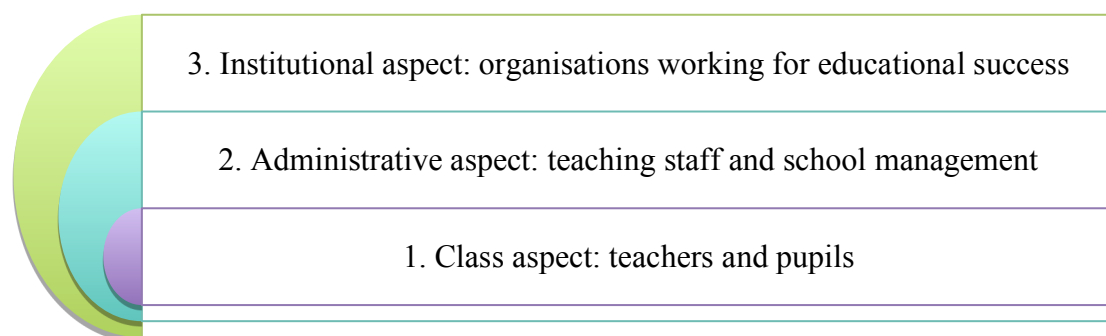 3. Institutional aspect: organisations working for educational success
2. Administrative aspect: teaching staff and school management
1. Class aspect: teachers and pupils